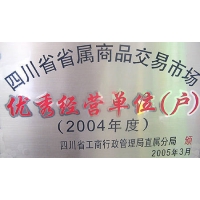 四川省省属商品交易市场
优秀经营单位(户)
(2004年度)
四川省工商行政管理局直属分局 颁
2005年3月